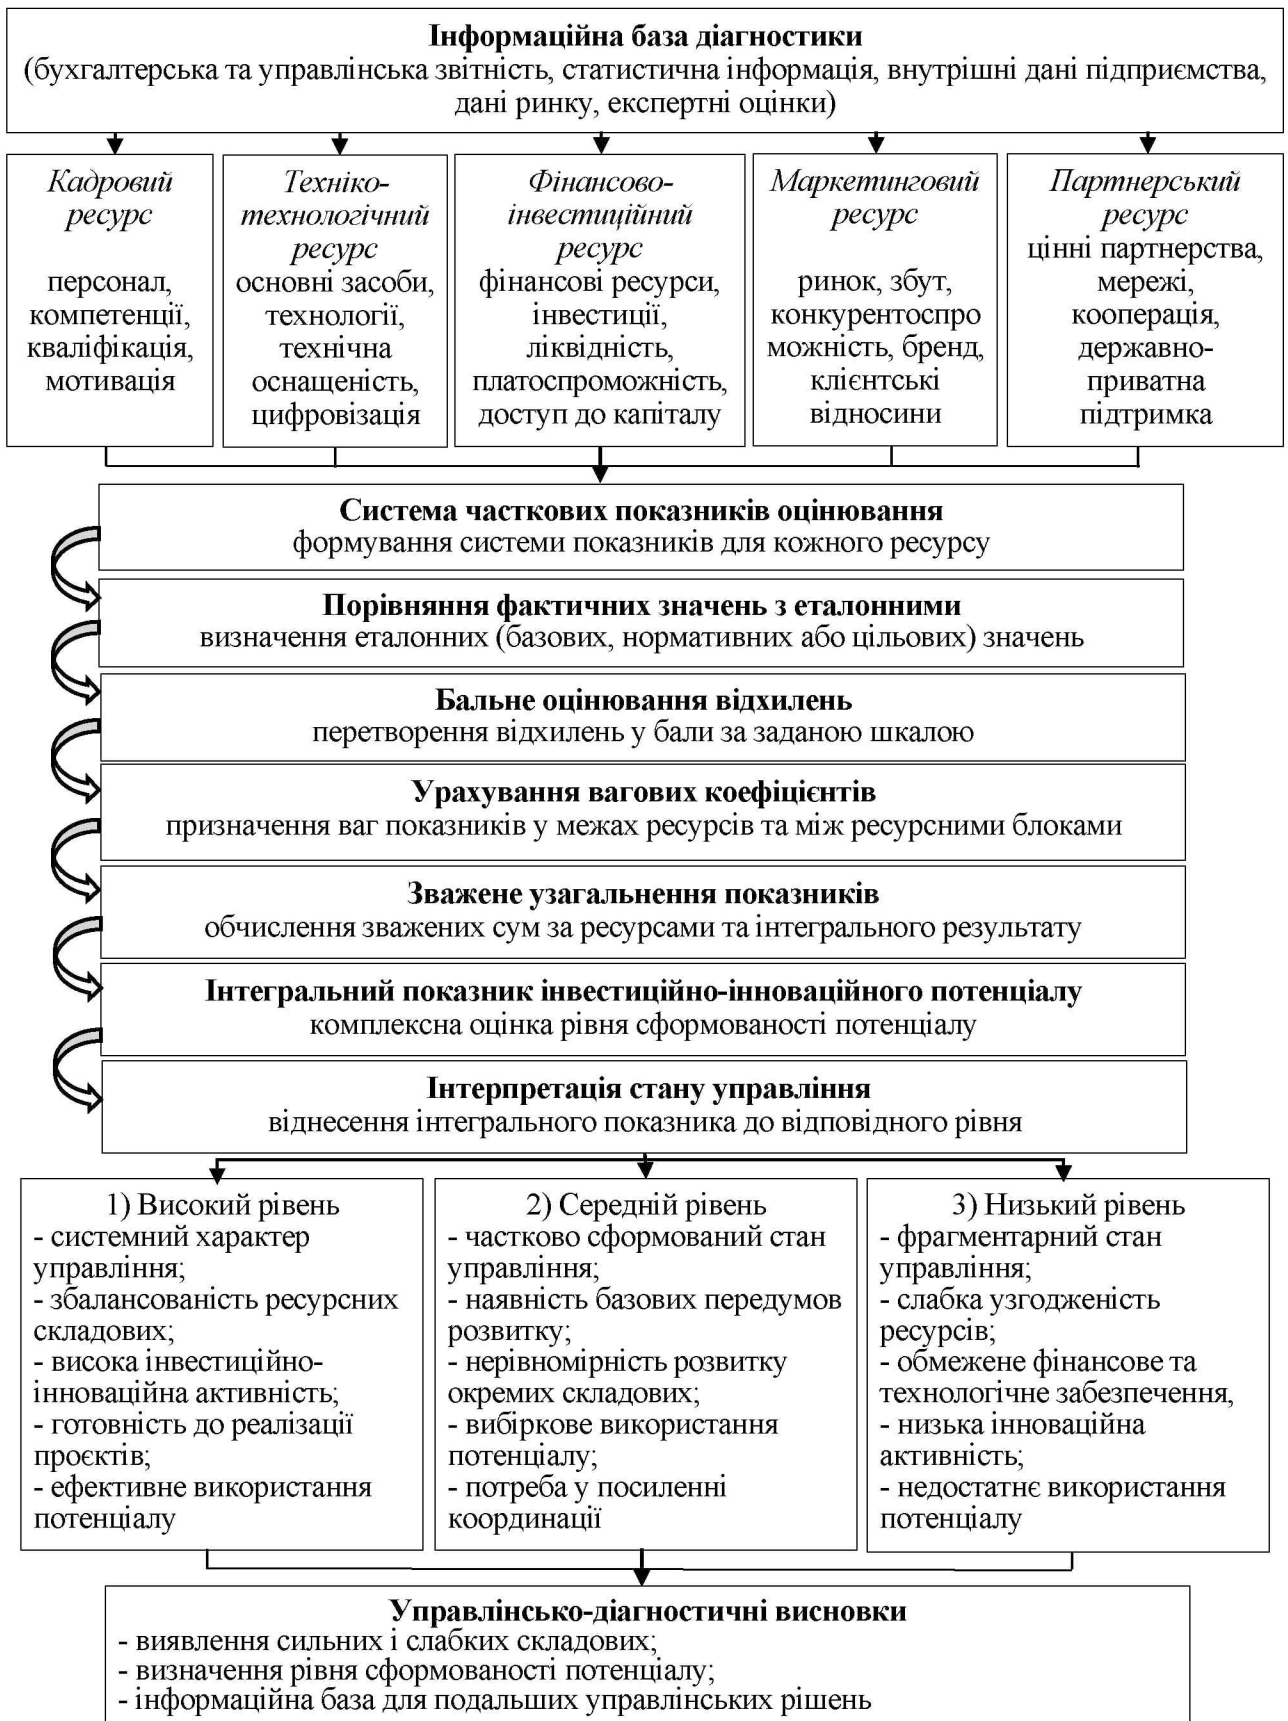 Інформаційна база діагностики
(бухгалтерська та управлінська звітність, статистична інформація, внутрішні дані підприємства,
дані ринку, експертні оцінки)
Кадровий
ресурс
персонал,
компетенції,
кваліфікація,
мотивація
Техніко-
технологічний
ресурс
основні засоби,
технології,
технічна
оснащеність,
цифровізація
Фінансово-
інвестиційний
ресурс
фінансові ресурси,
інвестиції,
ліквідність,
платоспроможність,
доступ до капіталу
Маркетинговий
ресурс
ринок, збут,
конкурентоспро
можність, бренд,
клієнтські
відносини
Партнерський
ресурс
цінні партнерства,
мережі,
кооперація,
державно-
приватна
підтримка
Система часткових показників оцінювання
формування системи показників для кожного ресурсу
Порівняння фактичних значень з еталонними
визначення еталонних (базових, нормативних або цільових) значень
Бальне оцінювання відхилень
перетворення відхилень у бали за заданою шкалою
Урахування вагових коефіцієнтів
призначення ваг показників у межах ресурсів та між ресурсними блоками
Зважене узагальнення показників
обчислення зважених сум за ресурсами та інтегрального результату
Інтегральний показник інвестиційно-інноваційного потенціалу
комплексна оцінка рівня сформованості потенціалу
Інтерпретація стану управління
віднесення інтегрального показника до відповідного рівня
1) Високий рівень
- системний характер
управління;
- збалансованість ресурсних
складових;
- висока інвестиційно-
інноваційна активність;
- готовність до реалізації
проєктів;
- ефективне використання
потенціалу
2) Середній рівень
- частково сформований стан
управління;
- наявність базових передумов
розвитку;
- нерівномірність розвитку
окремих складових;
- вибіркове використання
потенціалу;
- потреба у посиленні
координації
3) Низький рівень
- фрагментарний стан
управління;
- слабка узгодженість
ресурсів;
- обмежене фінансове та
технологічне забезпечення,
- низька інноваційна
активність;
- недостатнє використання
потенціалу
Управлінсько-діагностичні висновки
- виявлення сильних і слабких складових;
- визначення рівня сформованості потенціалу;
- інформаційна база для подальших управлінських рішень